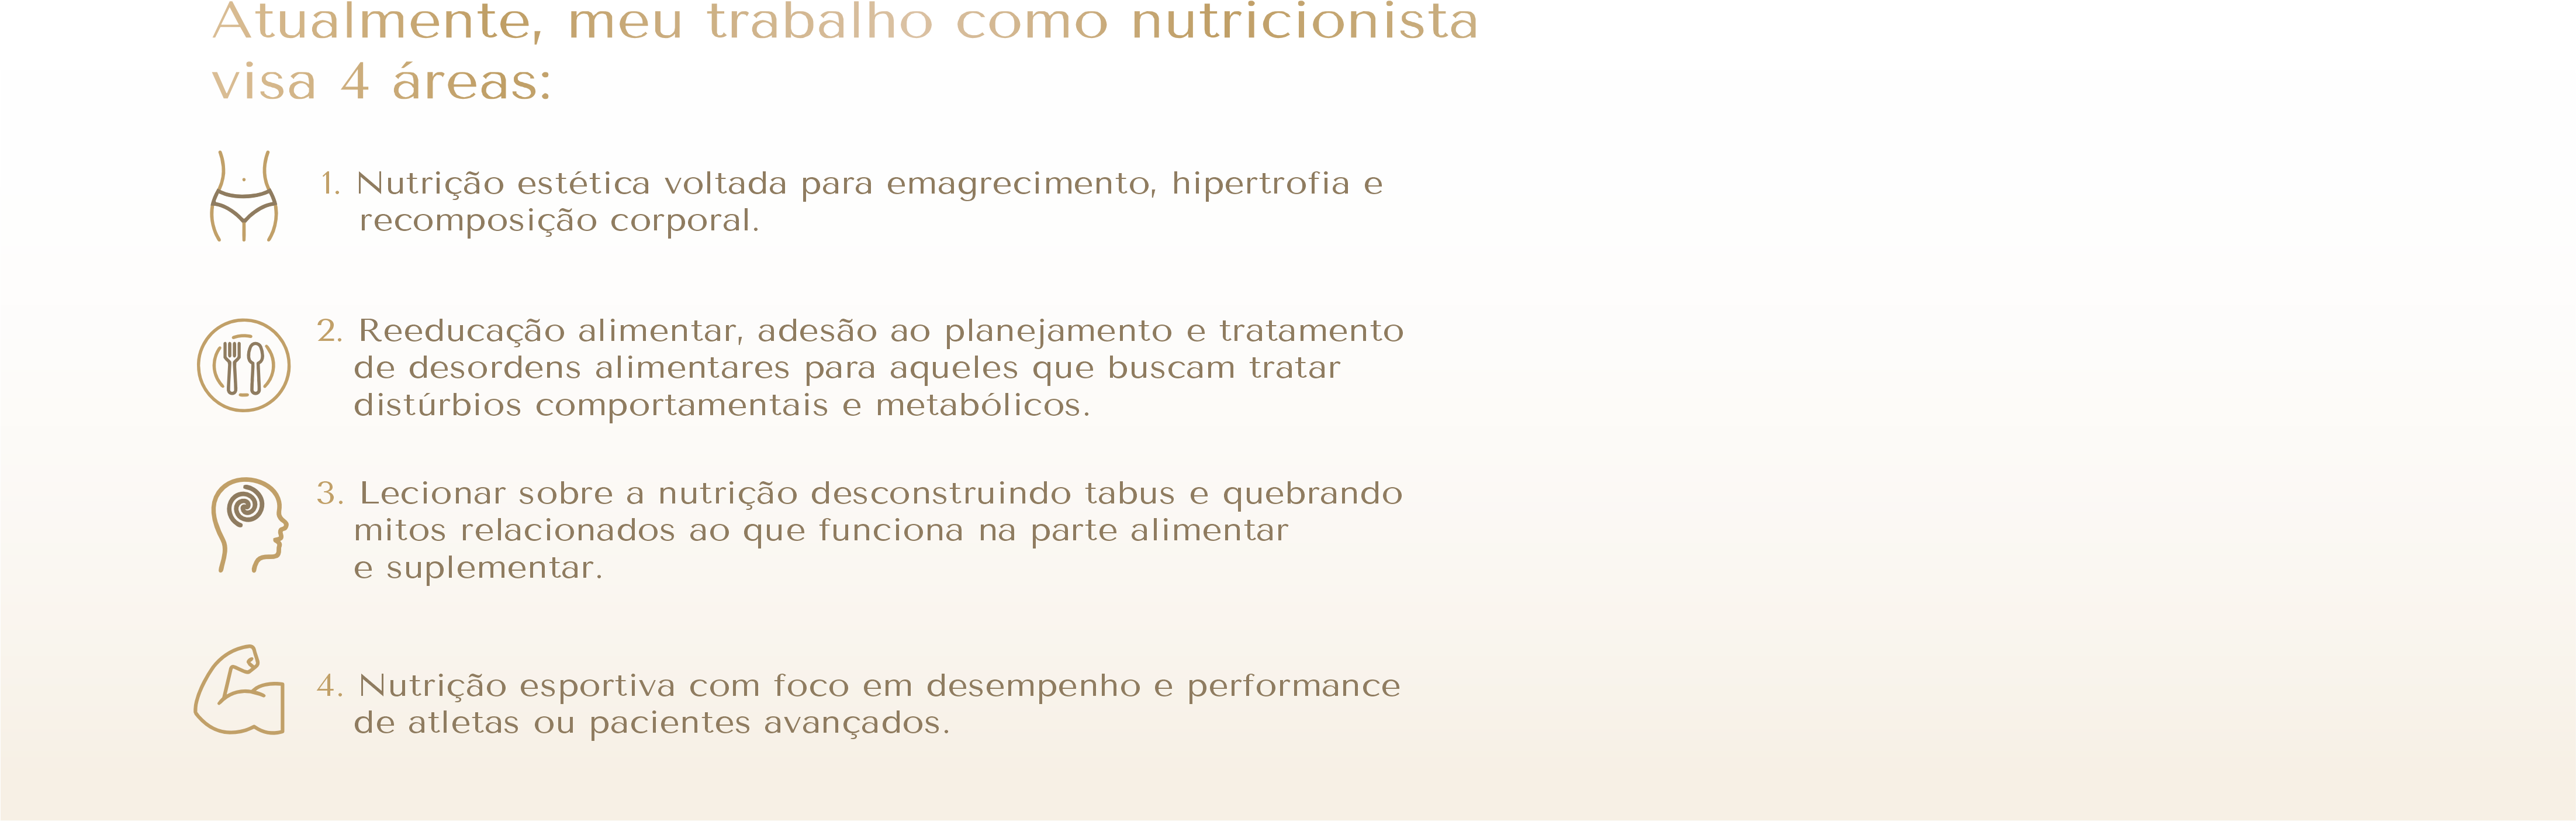 Atualmente, meu trabalho como nutricionista
visa 4 áreas:
1. Nutrição estética voltada para emagrecimento, hipertrofia e
recomposição corporal.
2. Reeducação alimentar, adesão ao planejamento e tratamento
de desordens alimentares para aqueles que buscam tratar
distúrbios comportamentais e metabólicos.
3. Lecionar sobre a nutrição desconstruindo tabus e quebrando
mitos relacionados ao que funciona na parte alimentar
e suplementar.
4. Nutrição esportiva com foco em desempenho e performance
de atletas ou pacientes avançados.